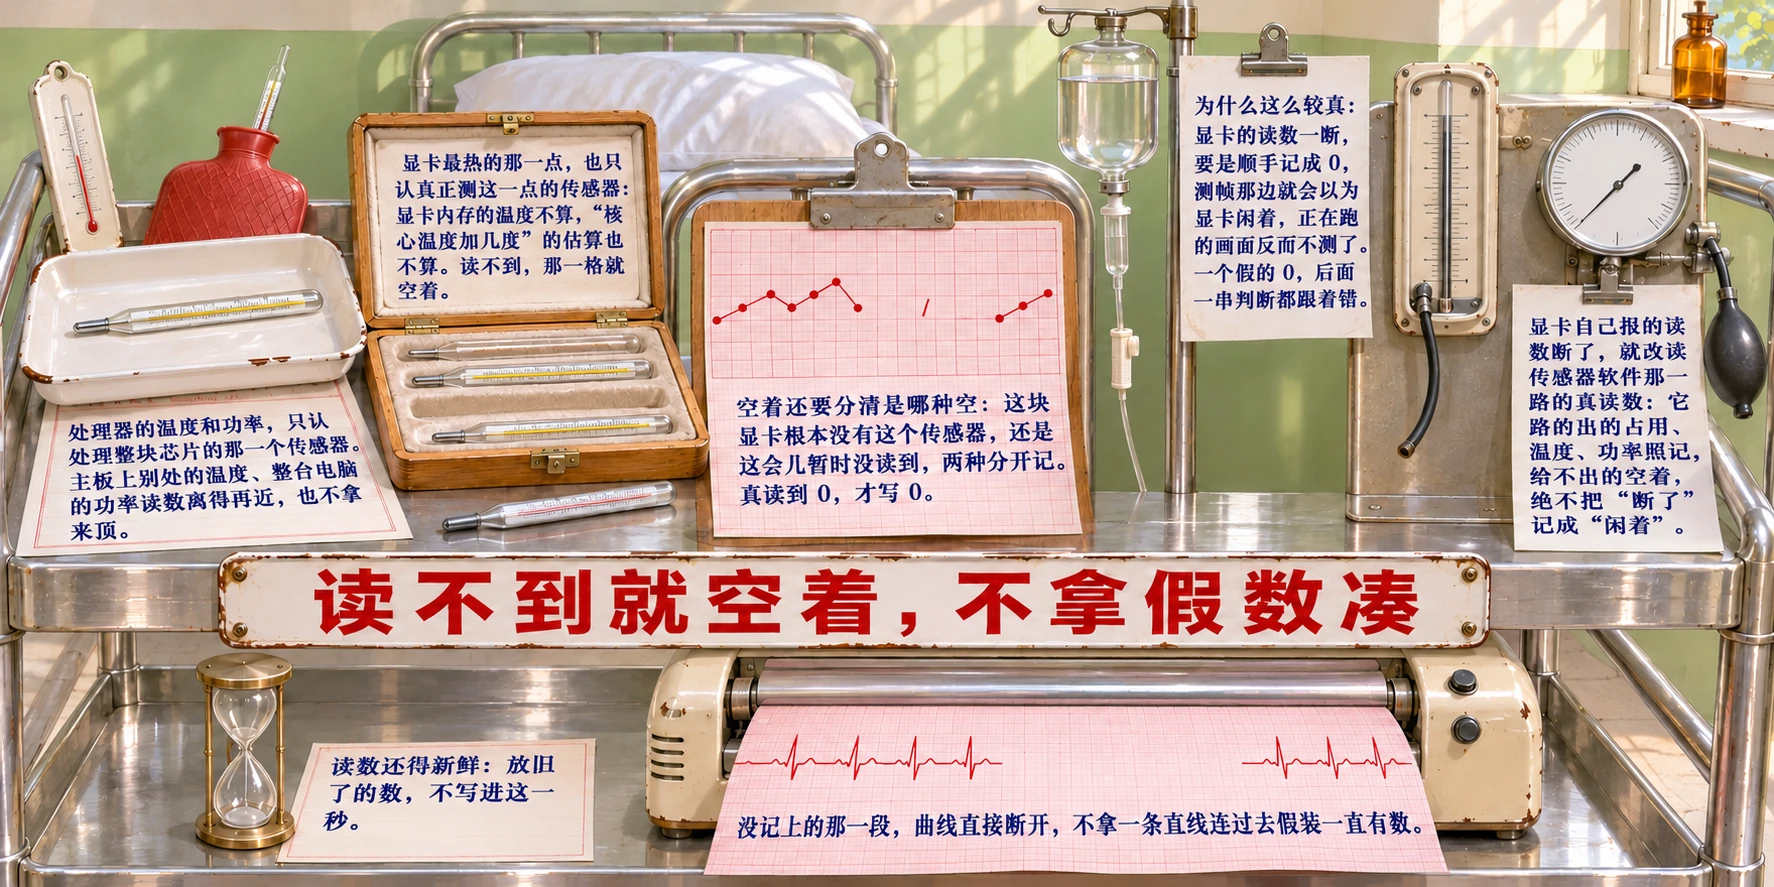 显卡最热的那一点，也只
认真正测这一点的传感器：
显卡内存的温度不算，“核
心温度加几度”的估算也
不算。读不到，那一格就
空着。
处理器的温度和功率，只认
处理整块芯片的那一个传感器。
主板上别处的温度、整台电脑
的功率读数离得再近，也不拿
来顶。
空着还要分清是哪种空：这块
显卡根本没有这个传感器，还是
这会儿暂时没读到，两种分开记。
真读到 0，才写 0。
为什么这么较真：
显卡的读数一断，
要是顺手记成 0，
测帧那边就会以为
显卡闲着，正在跑
的画面反而不测了。
一个假的 0，后面
一串判断都跟着错。
显卡自己报的读
数断了，就改读
传感器软件那一
路的真读数：它
路的出的占用、
温度、功率照记，
给不出的空着，
绝不把“断了”
记成“闲着”。
读不到就空着，不拿假数凑
读数还得新鲜：放旧
了的数，不写进这一
秒。
没记上的那一段，曲线直接断开，不拿一条直线连过去假装一直有数。